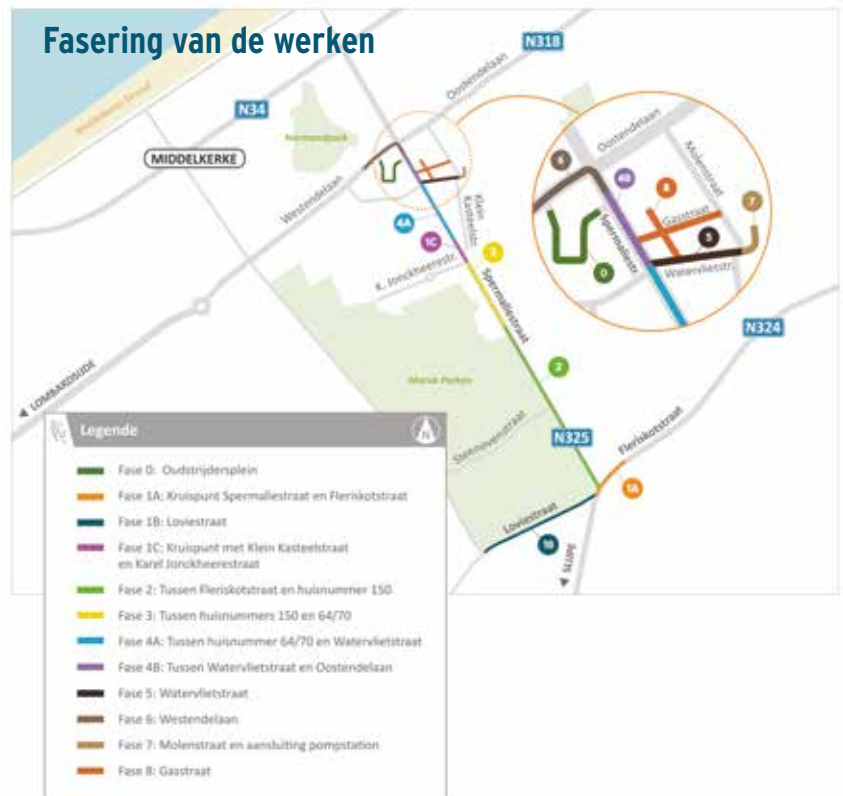 Fasering van de werken
N318
Oostendelaan
N34
Normandpark
MIDDELKERKE
Westendelaan
Klein
Kasteelstr.
4A
1C
3
K. Jonckheerestr.
Spermaliestraat
2
N324
LOMBARDSIJDE
Steenovenstraat
N325
Fleriskotstraat
1A
Loviestraat
1B
SLIJPE
Oostendelaan
Molenstraat
6
4B
8
7
Gasstraat
Spermaliestr.
5
0
Watervlietstr.
Legende
N
Fase 0: Oudstrijdersplein
Fase 1A: Kruispunt Spermaliestraat en Fleriskotstraat
Fase 1B: Loviestraat
Fase 1C: Kruispunt met Klein Kasteelstraat
en Karel Jonckheerestraat
Fase 2: Tussen Fleriskotstraat en huisnummer 150
Fase 3: Tussen huisnummers 150 en 64/70
Fase 4A: Tussen huisnummer 64/70 en Watervlietstraat
Fase 4B: Tussen Watervlietstraat en Oostendelaan
Fase 5: Watervlietstraat
Fase 6: Westendelaan
Fase 7: Molenstraat en aansluiting pompstation
Fase 8: Gasstraat